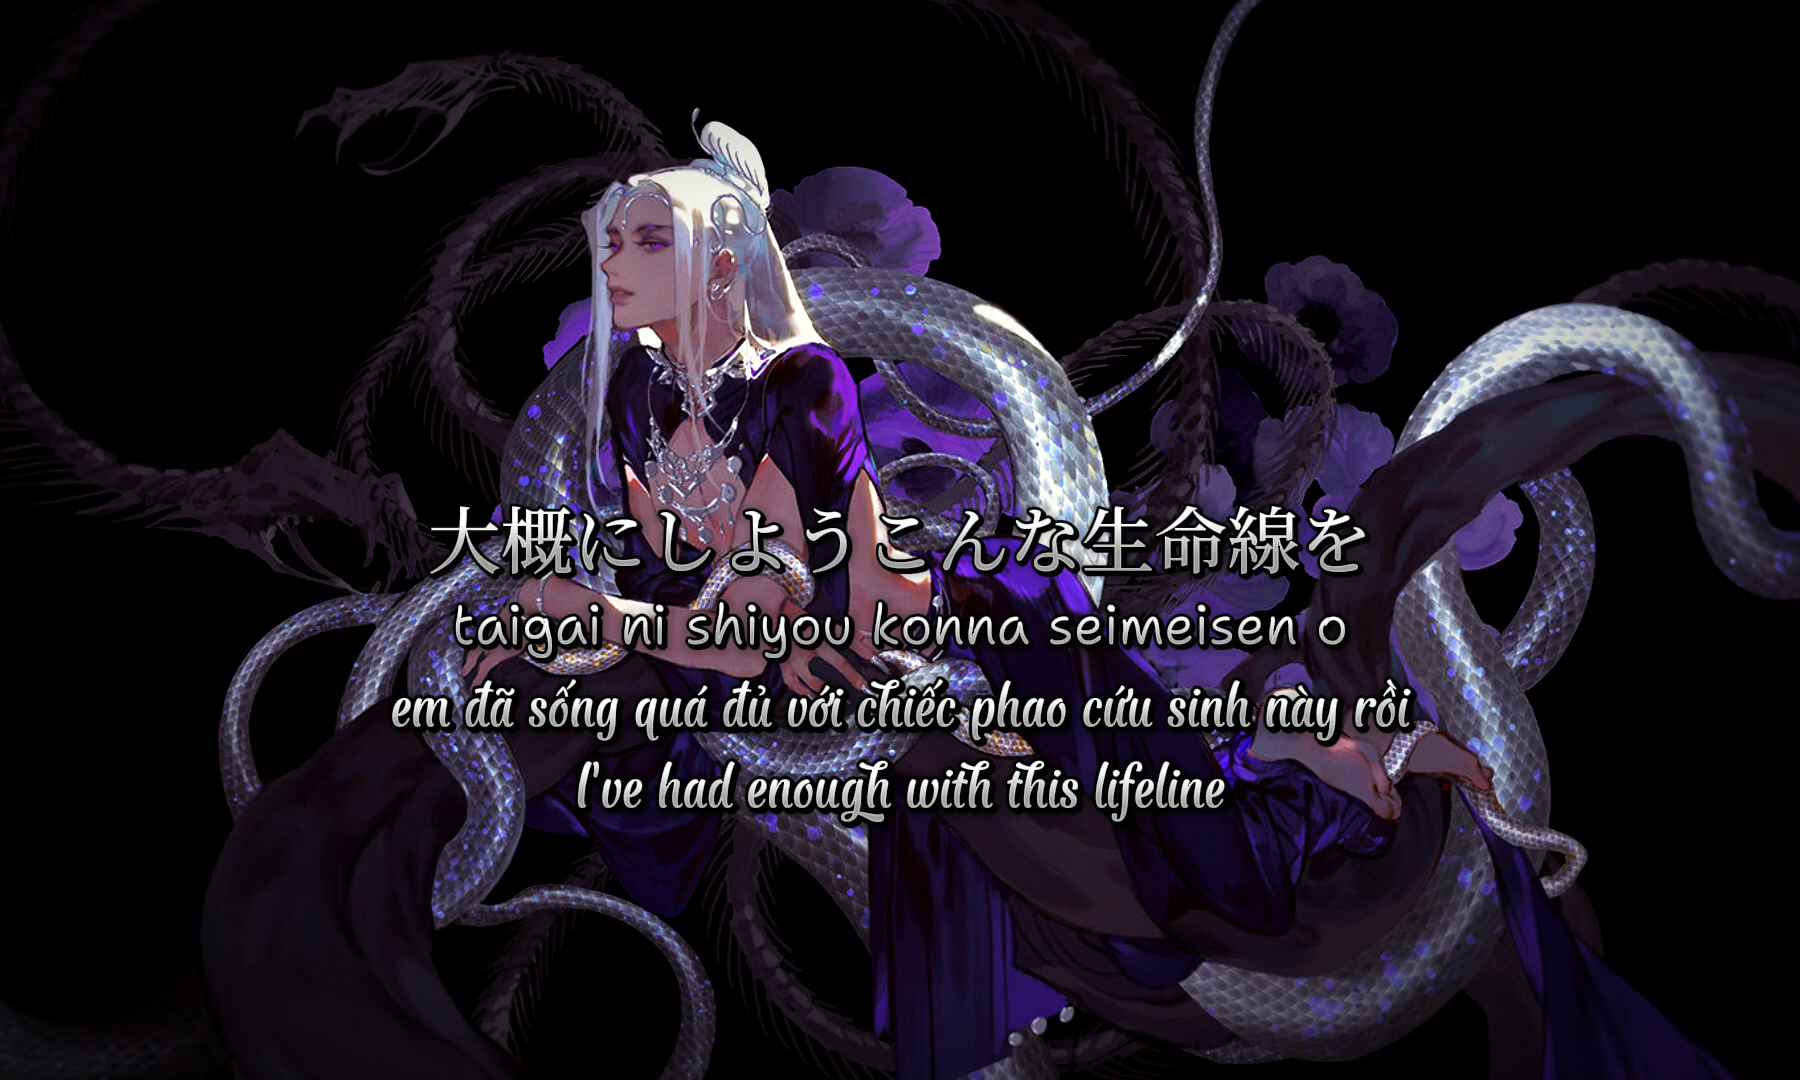 大概にしようこんな生命線を
taigai ni shiyou konna seimeisen o
em đã sống quá đủ với chiếc phao cứu sinh này rồi
I've had enough with this lifeline